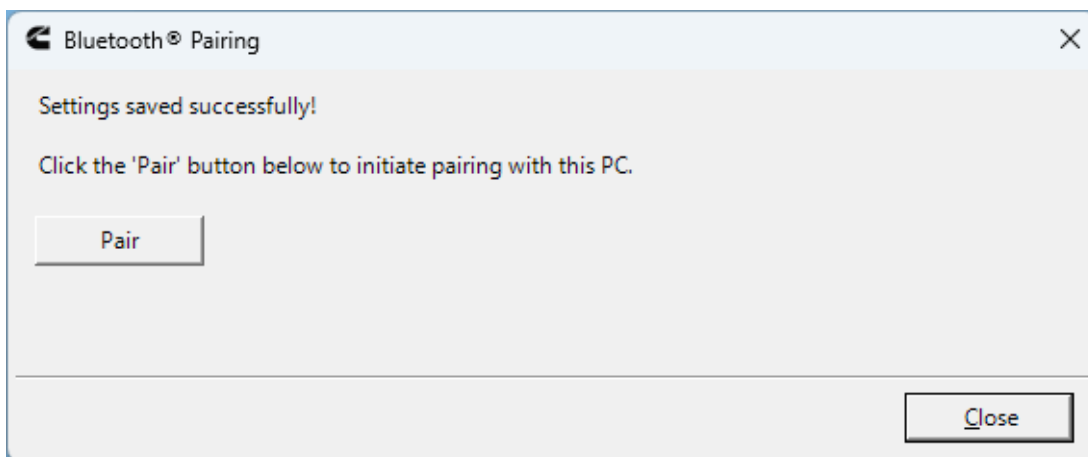 Bluetooth® Pairing
Settings saved successfully!
Click the 'Pair' button below to initiate pairing with this PC.
Pair
Close